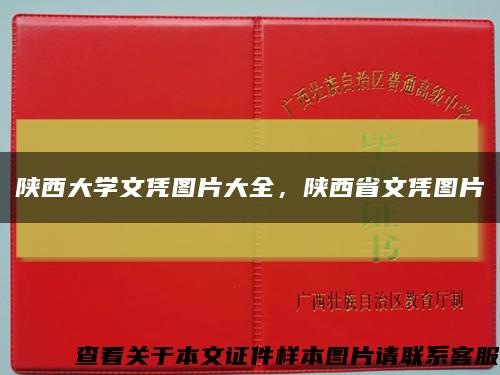 广西壮族自治区普通高级中学
毕业证书
陕西大学文凭图片大全，陕西省文凭图片
广西壮族自治区教育厅制
查看关于本文证件样本图片请联系客服